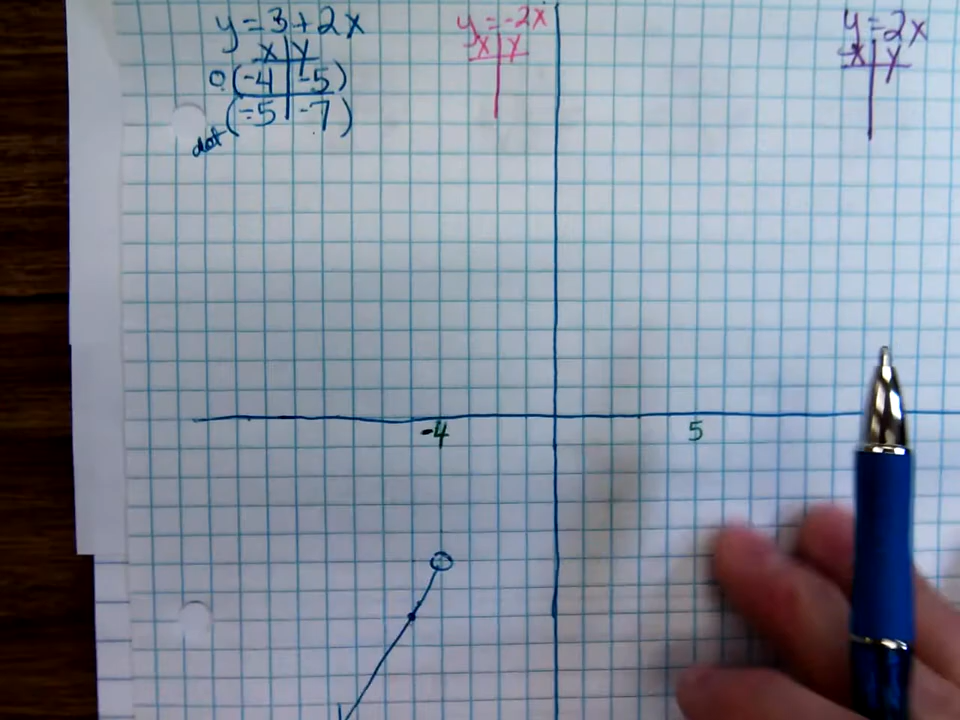 y = 3 + 2x
x y
o (-4 -5)
dot (-5 -7)
y = -2x
x y
y = 2x
x y
-4 5